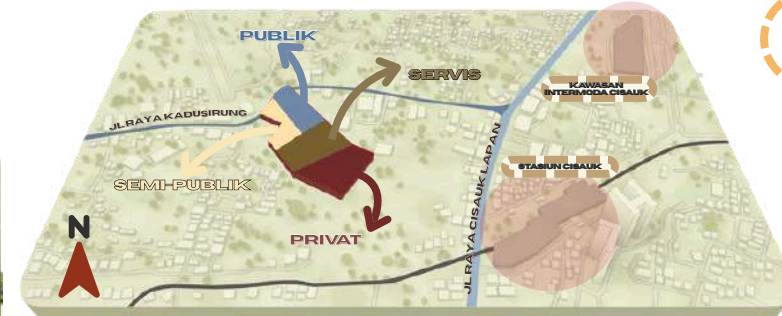 PUBLIK
SERVIS
KAWASAN
INTERMODA CISAUK
JL RAYA KADUSIRUNG
STASIUN CISAUK
SEMI-PUBLIK
JL RAYA CISAUK LAPAN
N
PRIVAT